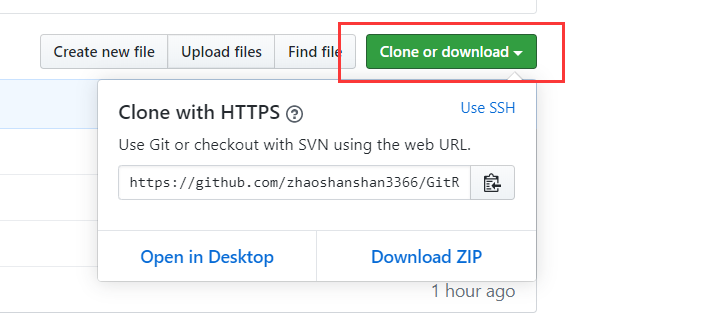 Create new file Upload files Find file Clone or download
Clone with HTTPS ? Use SSH
Use Git or checkout with SVN using the web URL.
https://github.com/zhaoshanshan3366/GitR
Open in Desktop Download ZIP
1 hour ago